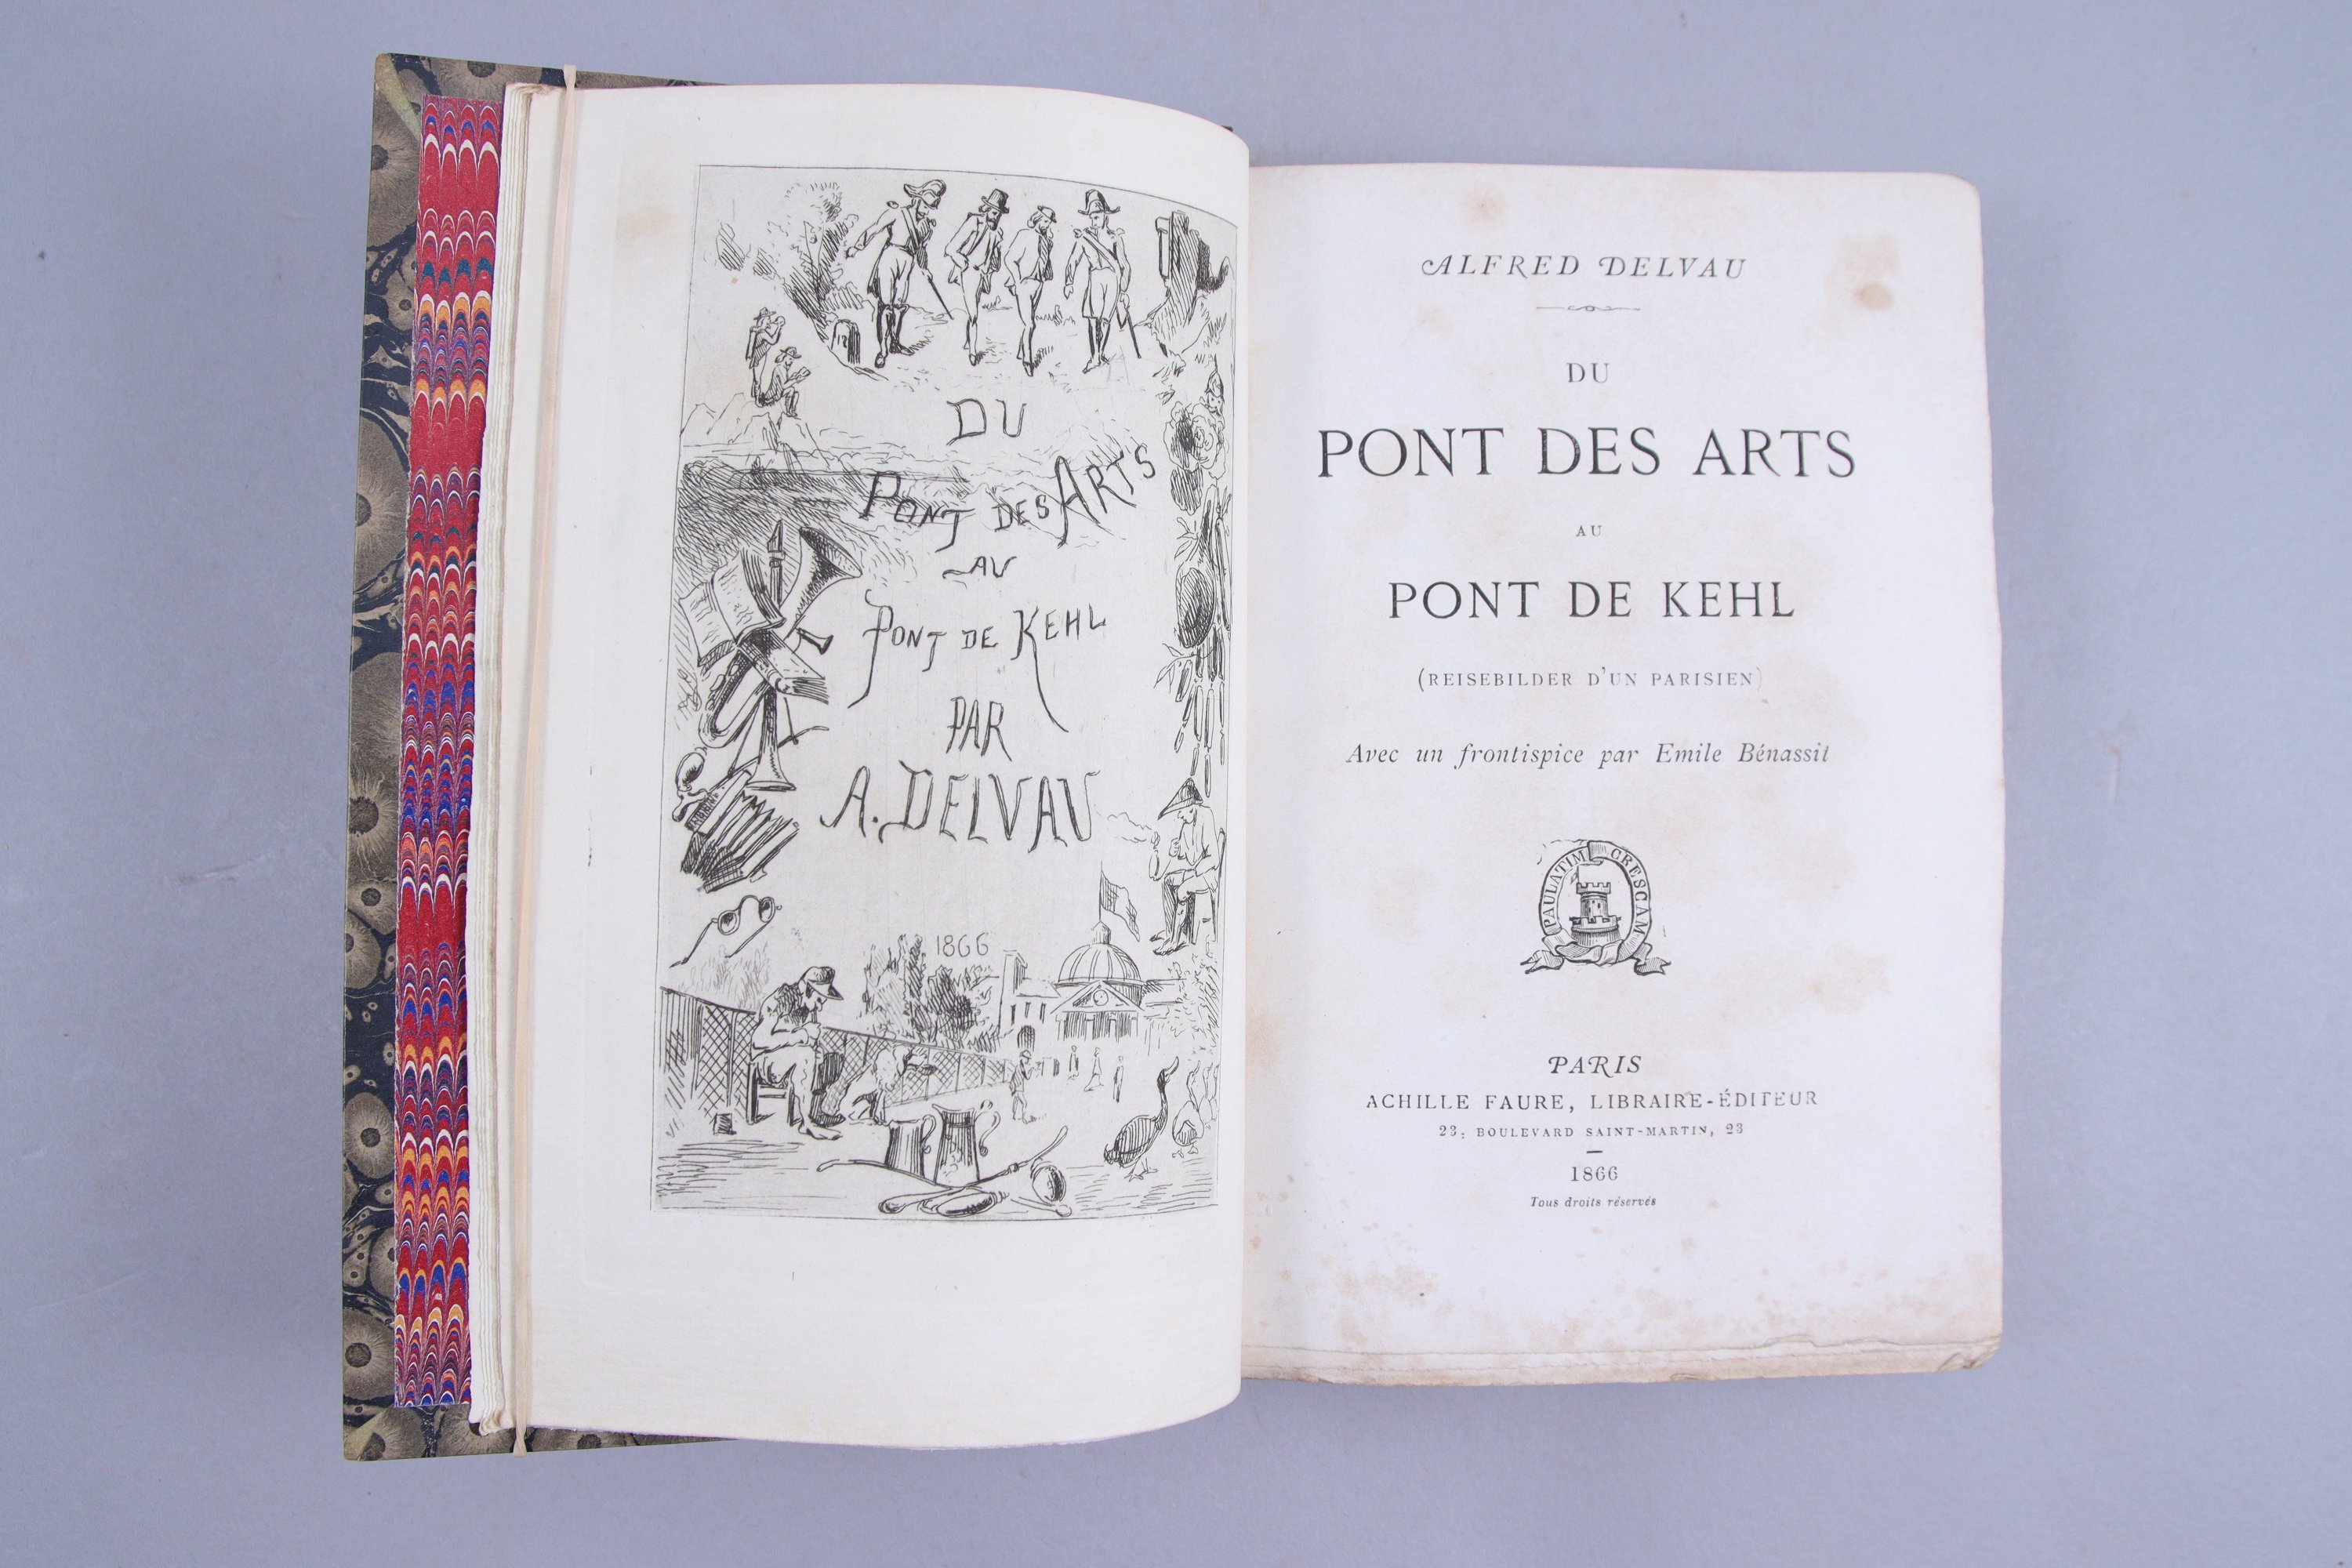 DU
PONT DES ARTS
AU
PONT DE KEHL
PAR
A. DELVAU
1866
ALFRED DELVAU
DU
PONT DES ARTS
AU
PONT DE KEHL
(REISEBILDER D'UN PARISIEN)
Avec un frontispice par Emile Bénassit
PAULATIM CRESCAM
PARIS
ACHILLE FAURE, LIBRAIRE-ÉDITEUR
23, BOULEVARD SAINT-MARTIN, 23
1866
Tous droits réservés